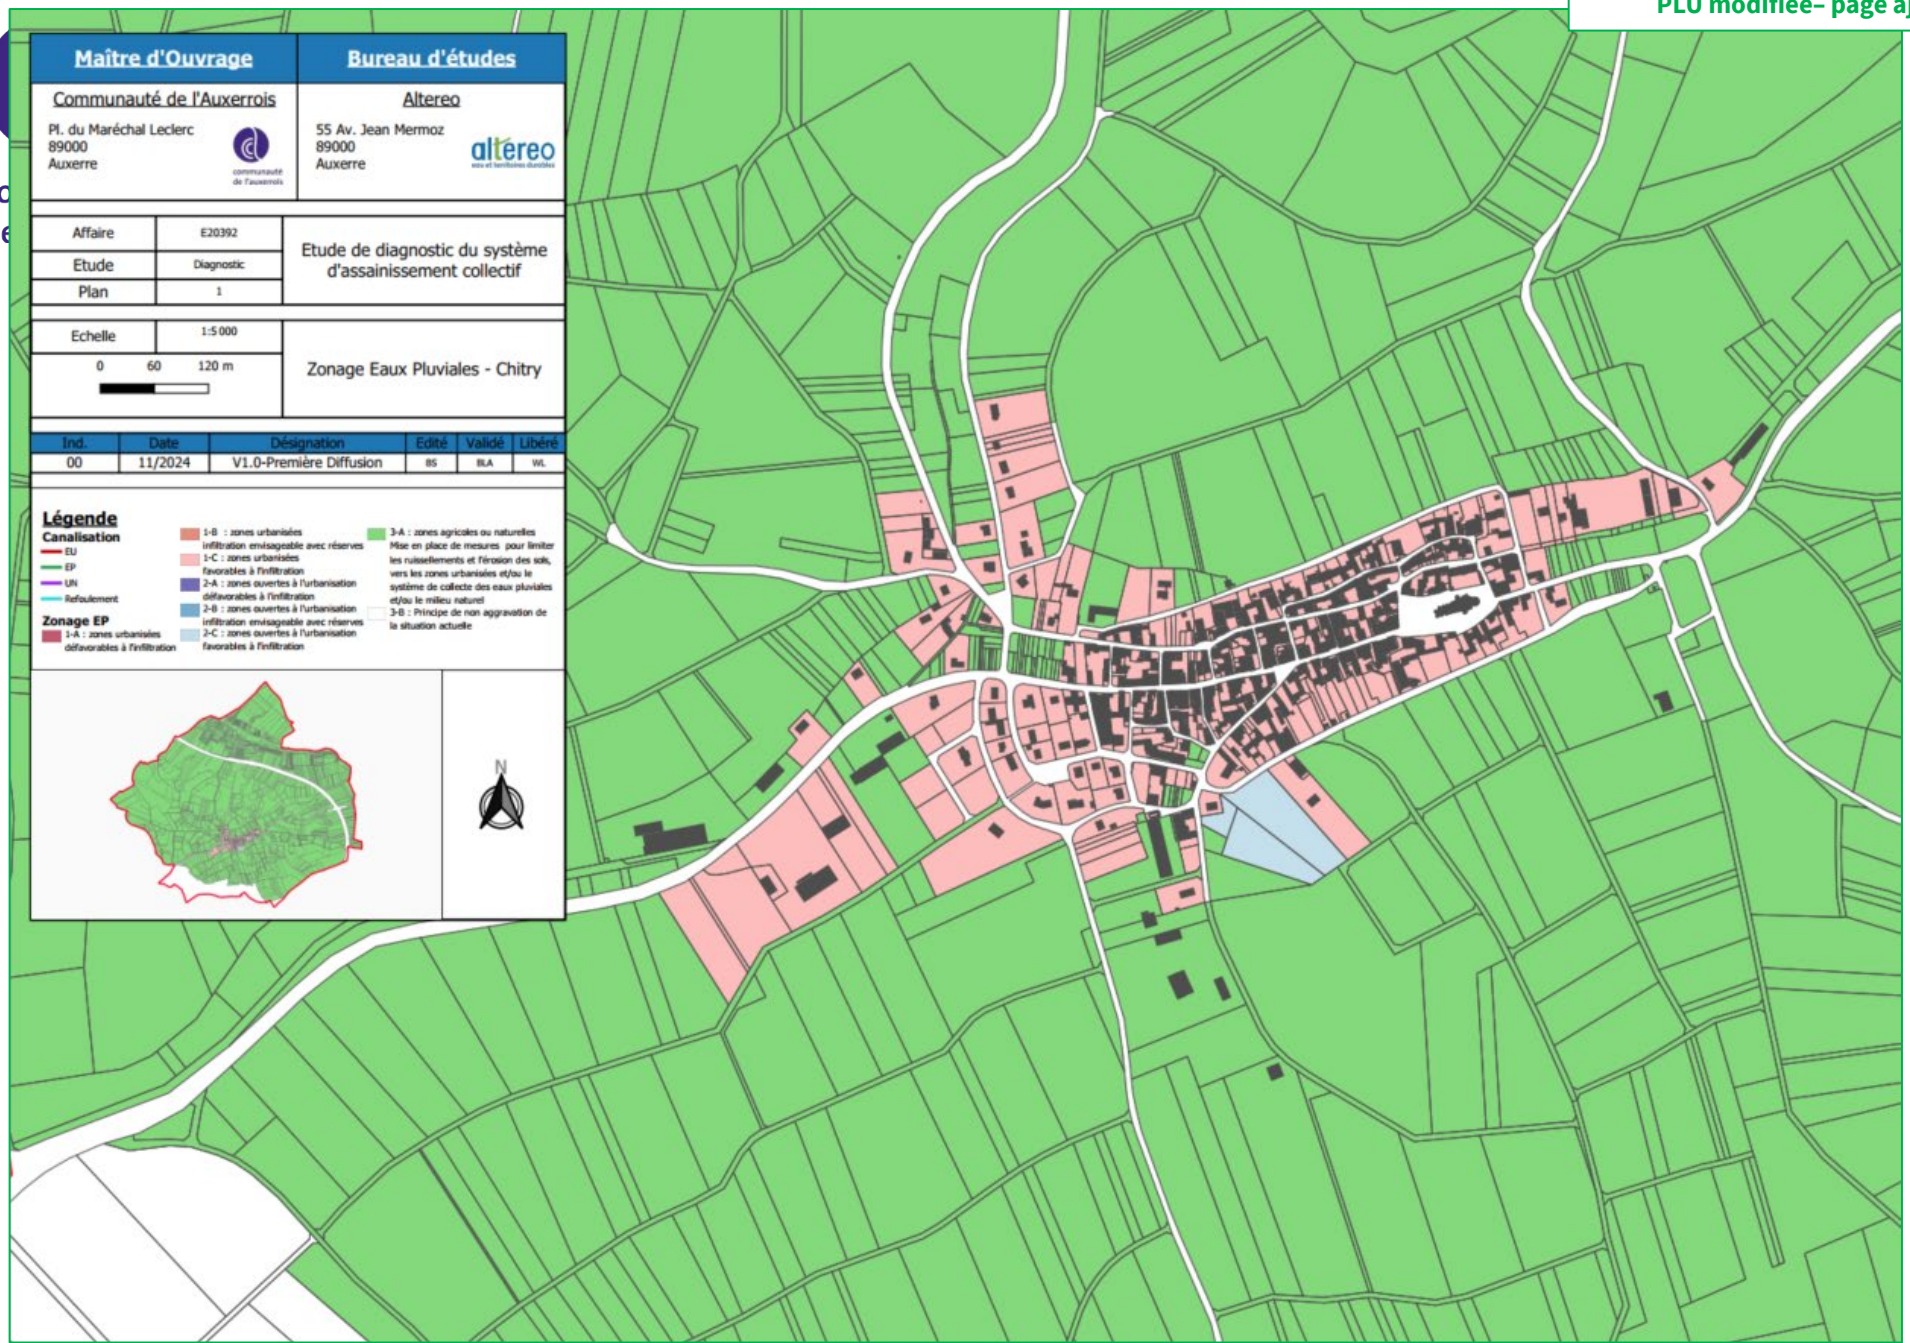 PLU modifiée– page aj
Maître d'Ouvrage
Bureau d'études
Communauté de l'Auxerrois
Pl. du Maréchal Leclerc
89000
Auxerre
communauté
de l'auxerrois
Altereo
55 Av. Jean Mermoz
89000
Auxerre
altereo
eau et territoires durables
Affaire
E20392
Etude
Diagnostic
Plan
1
Etude de diagnostic du système
d'assainissement collectif
Echelle
1:5 000
0 60 120 m
Zonage Eaux Pluviales - Chitry
Ind. Date Désignation Edité Validé Libéré
00 11/2024 V1.0-Première Diffusion BS BLA WL
Légende
Canalisation
EU
EP
UN
Refoulement
Zonage EP
1-A : zones urbanisées
défavorables à l'infiltration
1-B : zones urbanisées
infiltration envisageable avec réserves
1-C : zones urbanisées
favorables à l'infiltration
2-A : zones ouvertes à l'urbanisation
défavorables à l'infiltration
2-B : zones ouvertes à l'urbanisation
infiltration envisageable avec réserves
2-C : zones ouvertes à l'urbanisation
favorables à l'infiltration
3-A : zones agricoles ou naturelles
Mise en place de mesures pour limiter
les ruissellements et l'érosion des sols,
vers les zones urbanisées et/ou le
système de collecte des eaux pluviales
et/ou le milieu naturel
3-B : Principe de non aggravation de
la situation actuelle
N